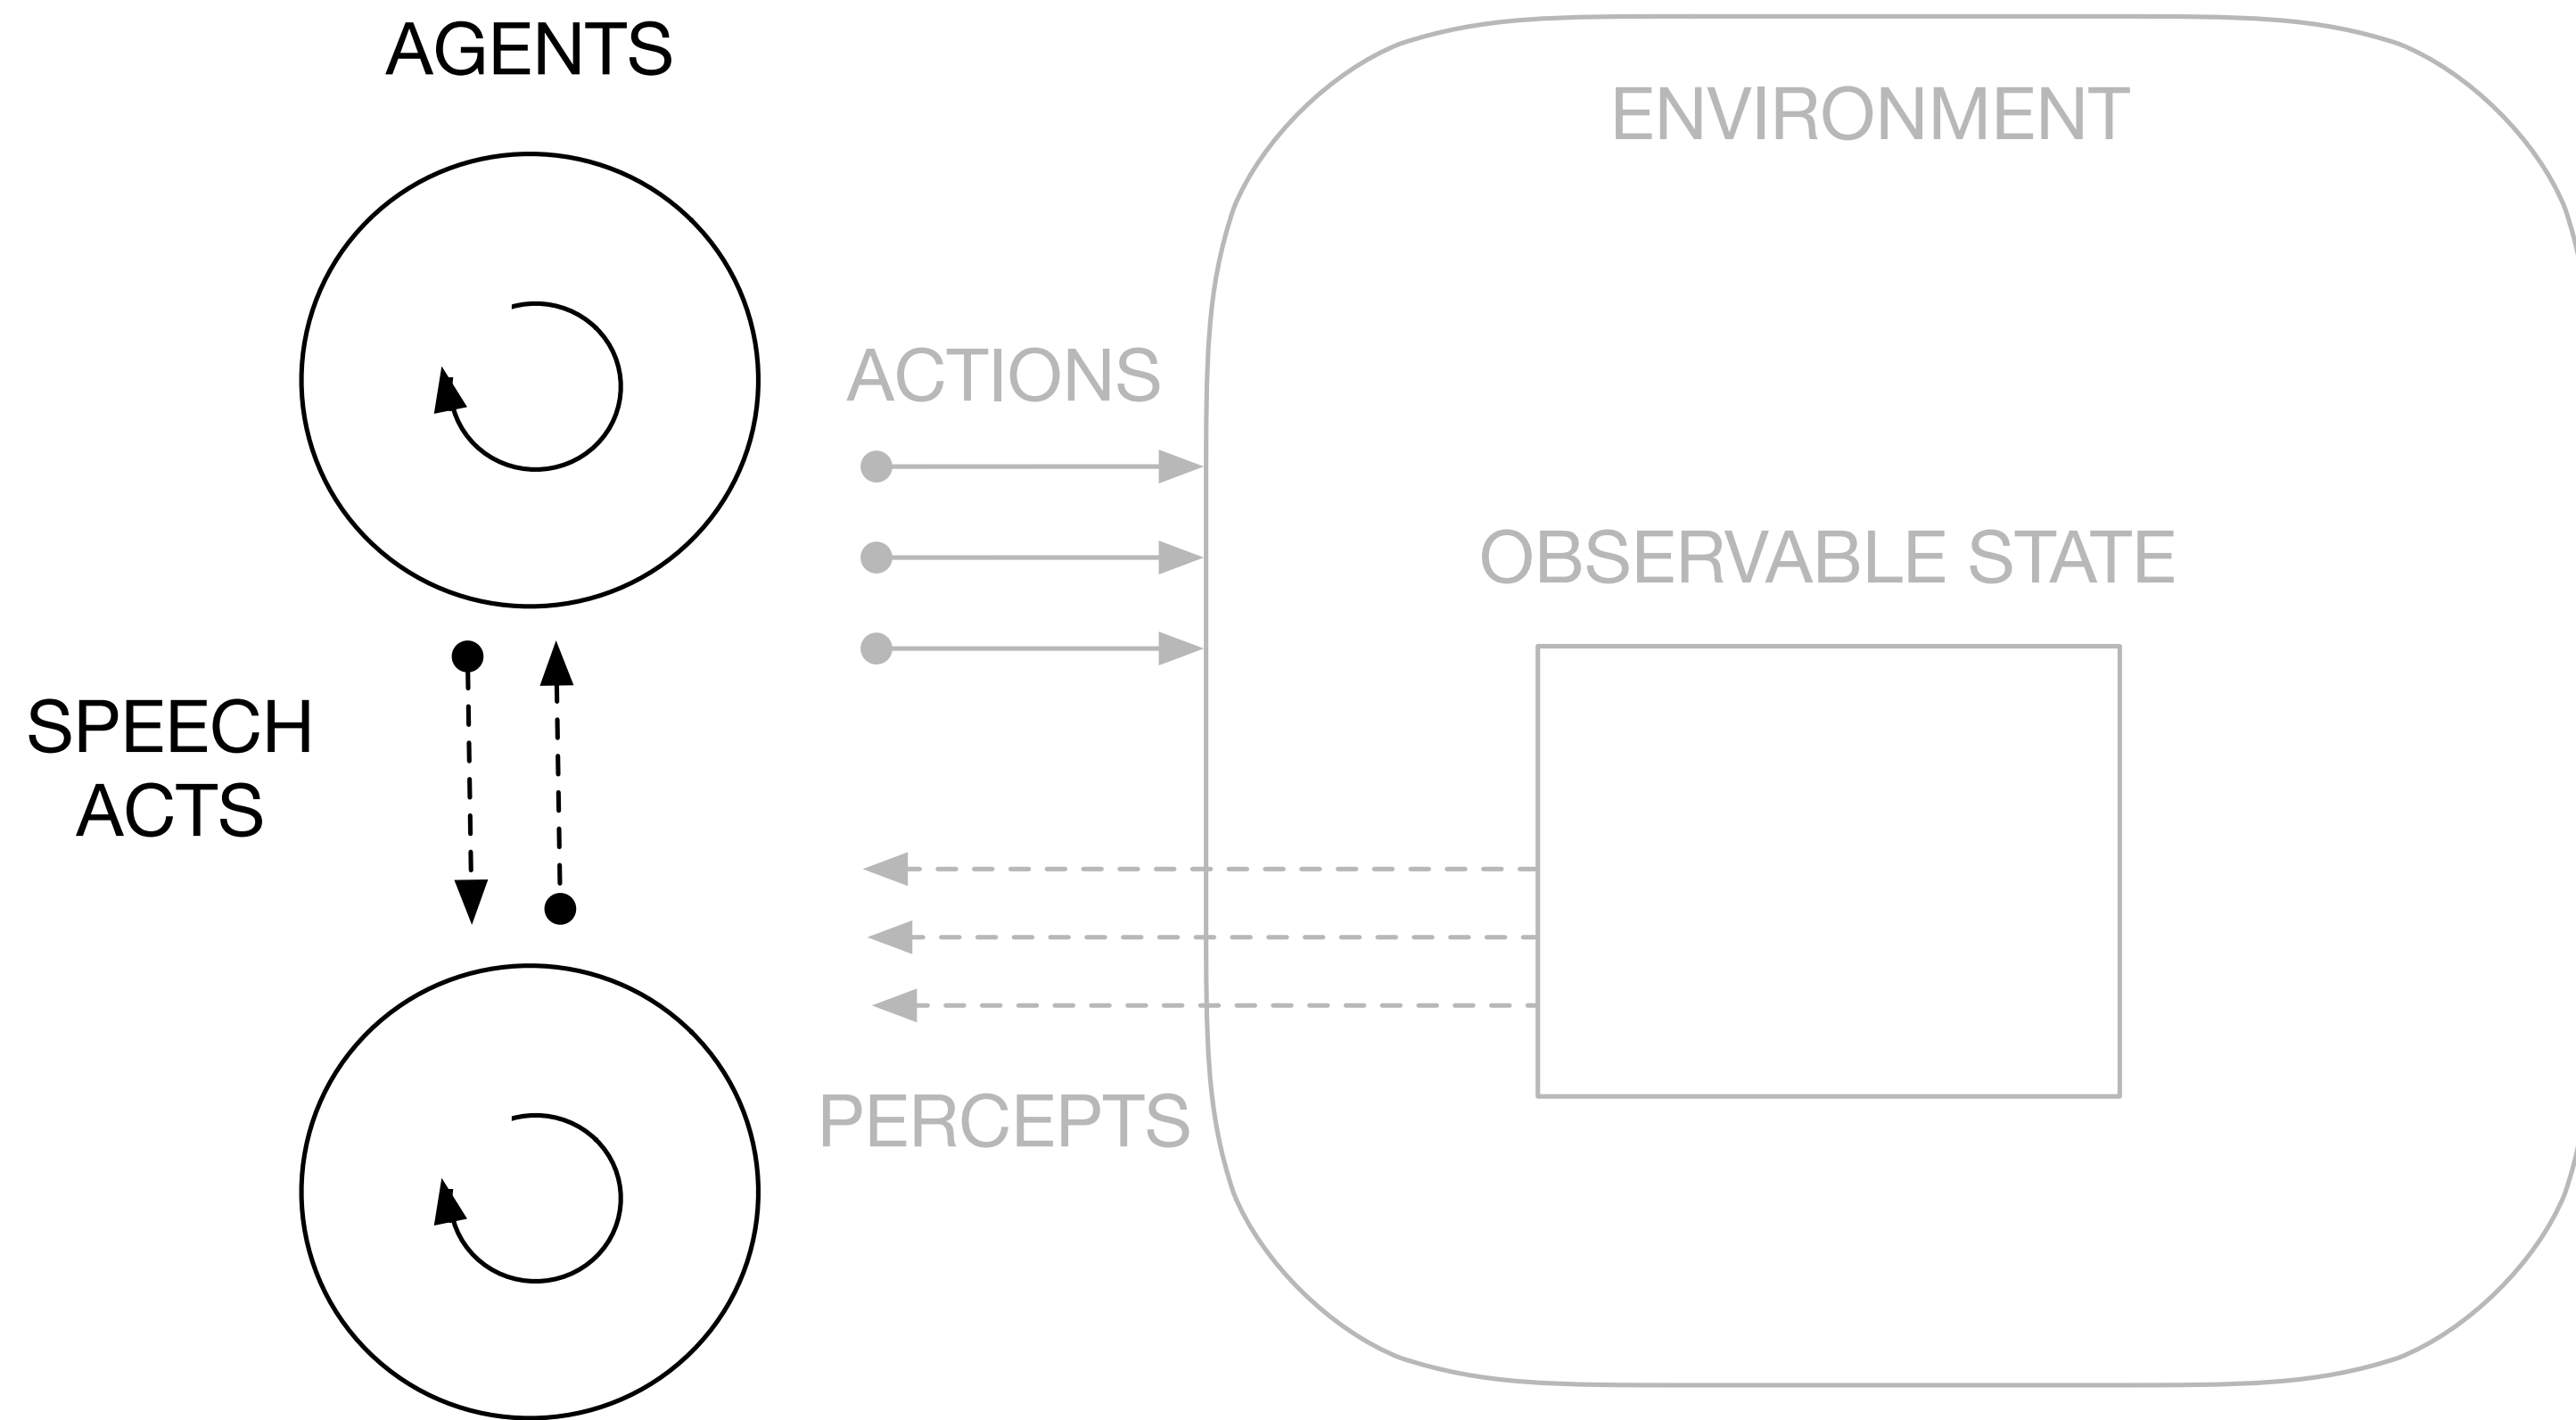 AGENTS
ENVIRONMENT
ACTIONS
OBSERVABLE STATE
SPEECH
ACTS
PERCEPTS